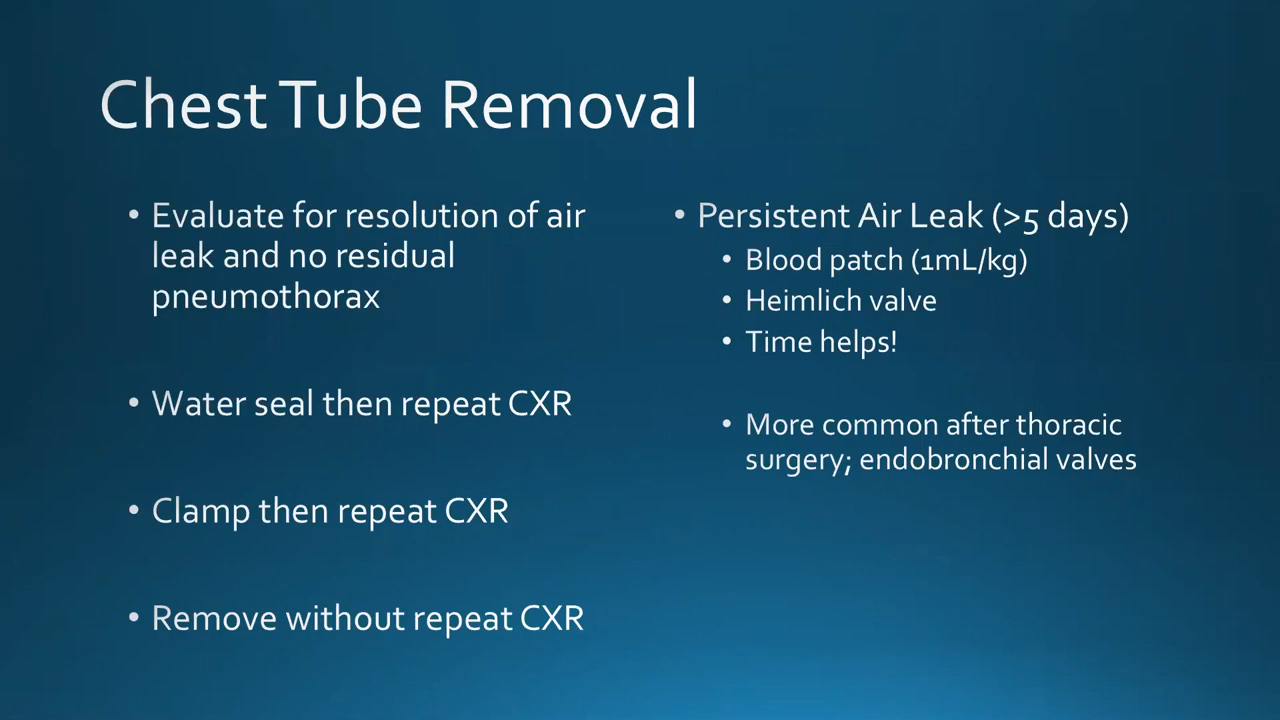 Chest Tube Removal
• Evaluate for resolution of air
leak and no residual
pneumothorax
• Water seal then repeat CXR
• Clamp then repeat CXR
• Remove without repeat CXR
• Persistent Air Leak (>5 days)
• Blood patch (1mL/kg)
• Heimlich valve
• Time helps!
• More common after thoracic
surgery; endobronchial valves